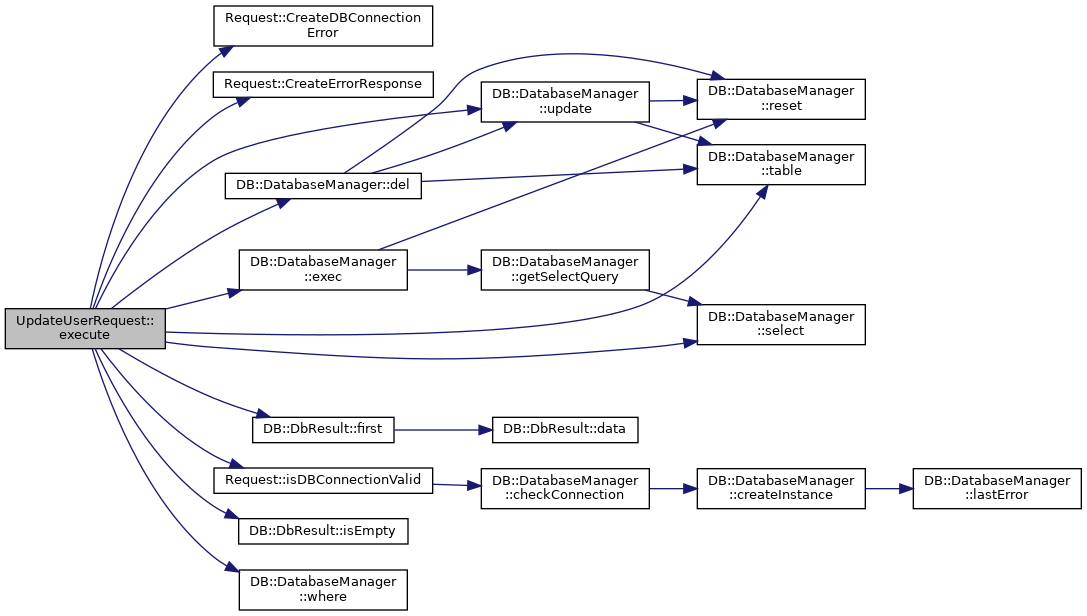 UpdateUserRequest::
execute
Request::CreateDBConnection
Error
Request::CreateErrorResponse
DB::DatabaseManager
::update
DB::DatabaseManager
::reset
DB::DatabaseManager
::table
DB::DatabaseManager::del
DB::DatabaseManager
::exec
DB::DatabaseManager
::getSelectQuery
DB::DatabaseManager
::select
DB::DbResult::first
DB::DbResult::data
Request::isDBConnectionValid
DB::DatabaseManager
::checkConnection
DB::DatabaseManager
::createInstance
DB::DatabaseManager
::lastError
DB::DbResult::isEmpty
DB::DatabaseManager
::where